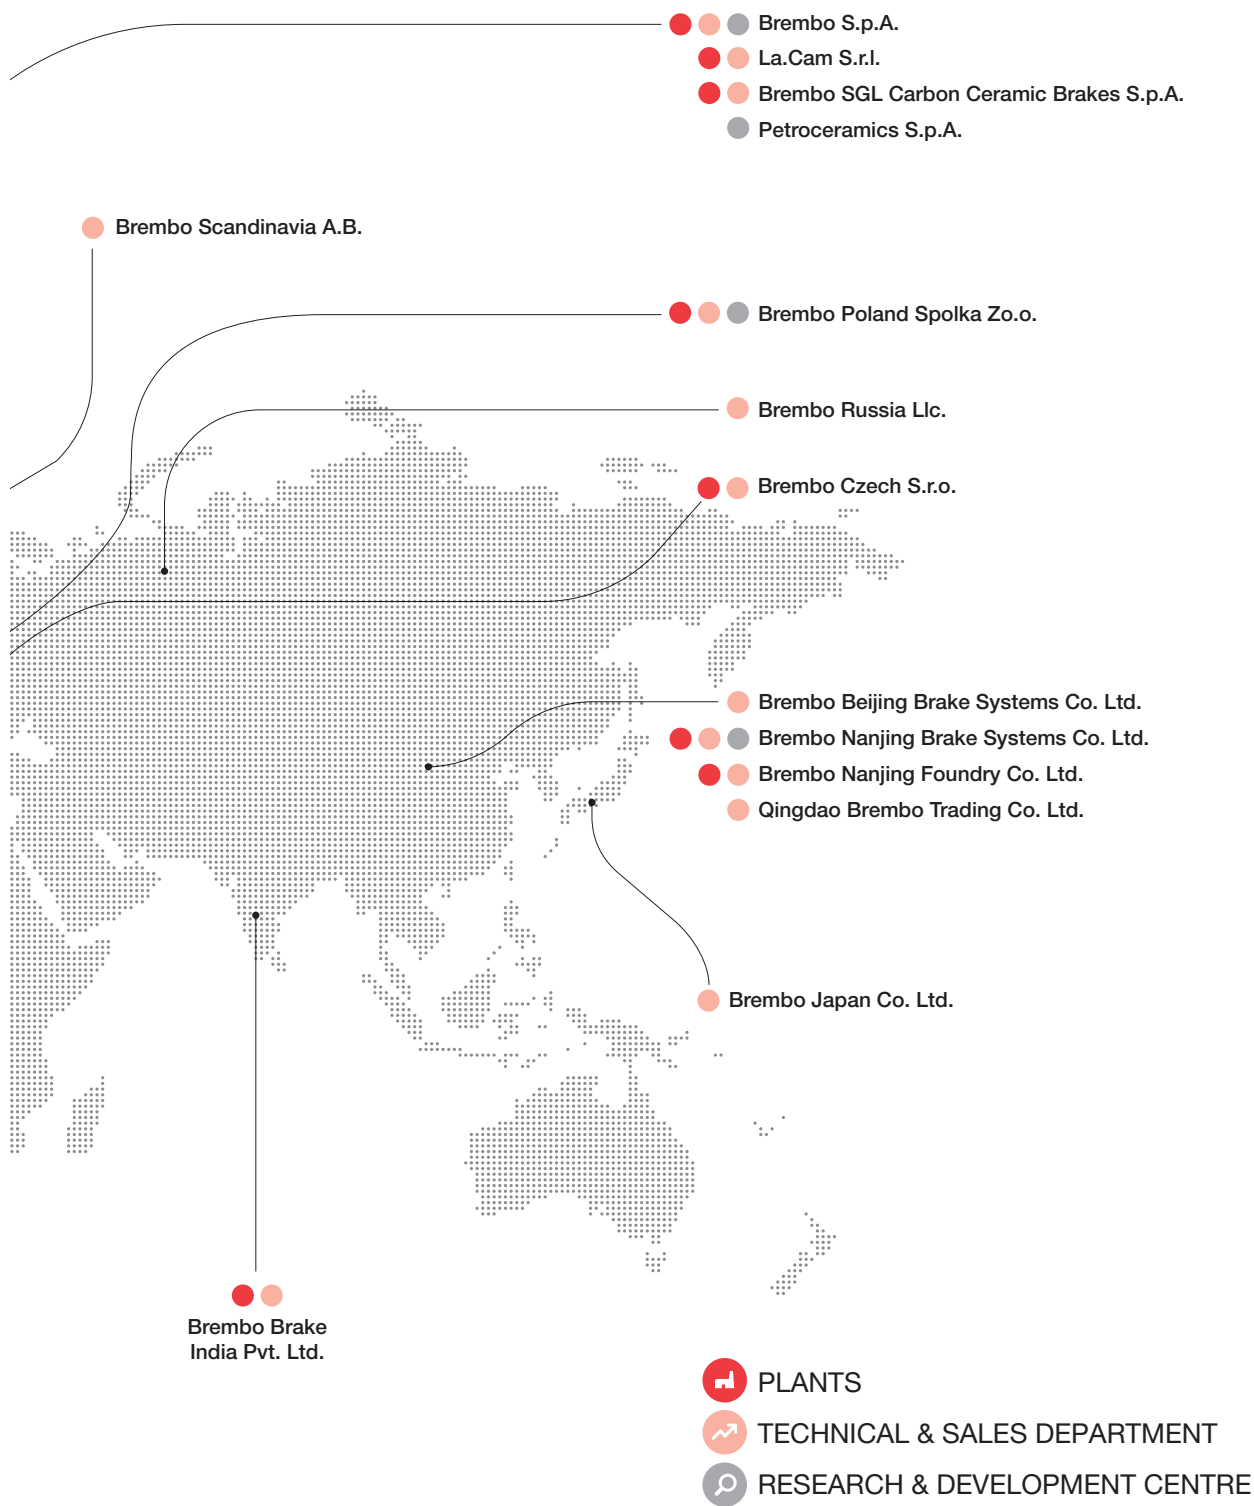 Brembo S.p.A.
La.Cam S.r.l.
Brembo SGL Carbon Ceramic Brakes S.p.A.
Petroceramics S.p.A.
Brembo Scandinavia A.B.
Brembo Poland Spolka Zo.o.
Brembo Russia Llc.
Brembo Czech S.r.o.
Brembo Beijing Brake Systems Co. Ltd.
Brembo Nanjing Brake Systems Co. Ltd.
Brembo Nanjing Foundry Co. Ltd.
Qingdao Brembo Trading Co. Ltd.
Brembo Japan Co. Ltd.
Brembo Brake
India Pvt. Ltd.
PLANTS
TECHNICAL & SALES DEPARTMENT
RESEARCH & DEVELOPMENT CENTRE